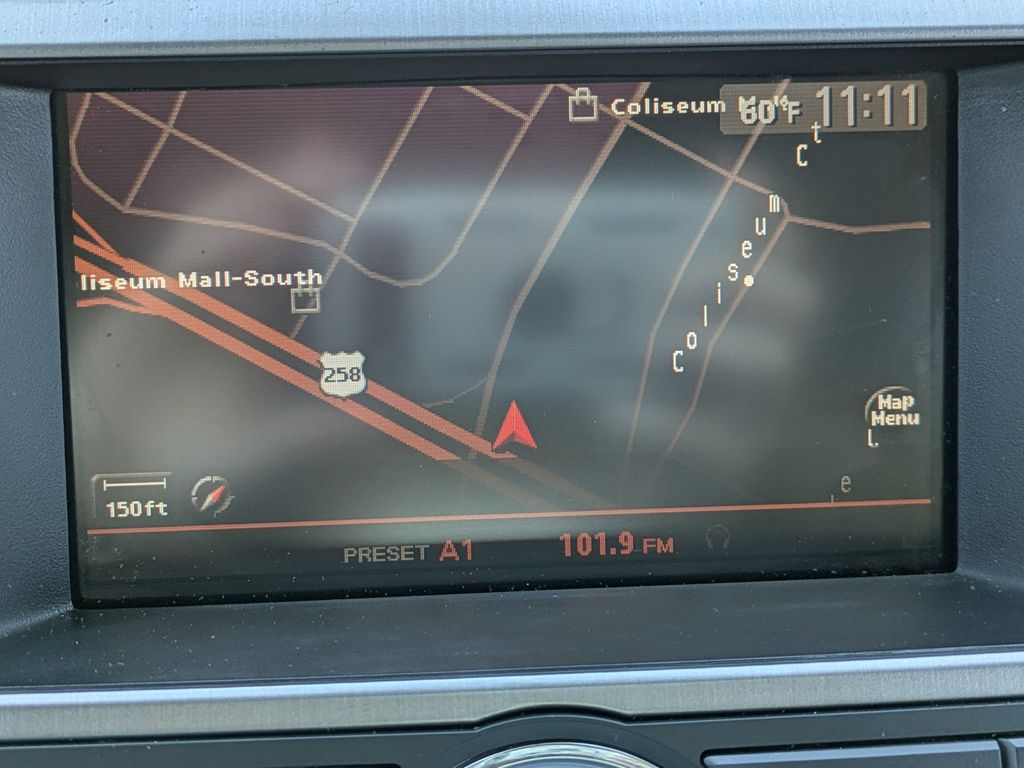 Coliseum M
60°F 11:11
Coliseum Ct
liseum Mall-South
258
Map
Menu
L.
e
150ft
PRESET A1 101.9 FM